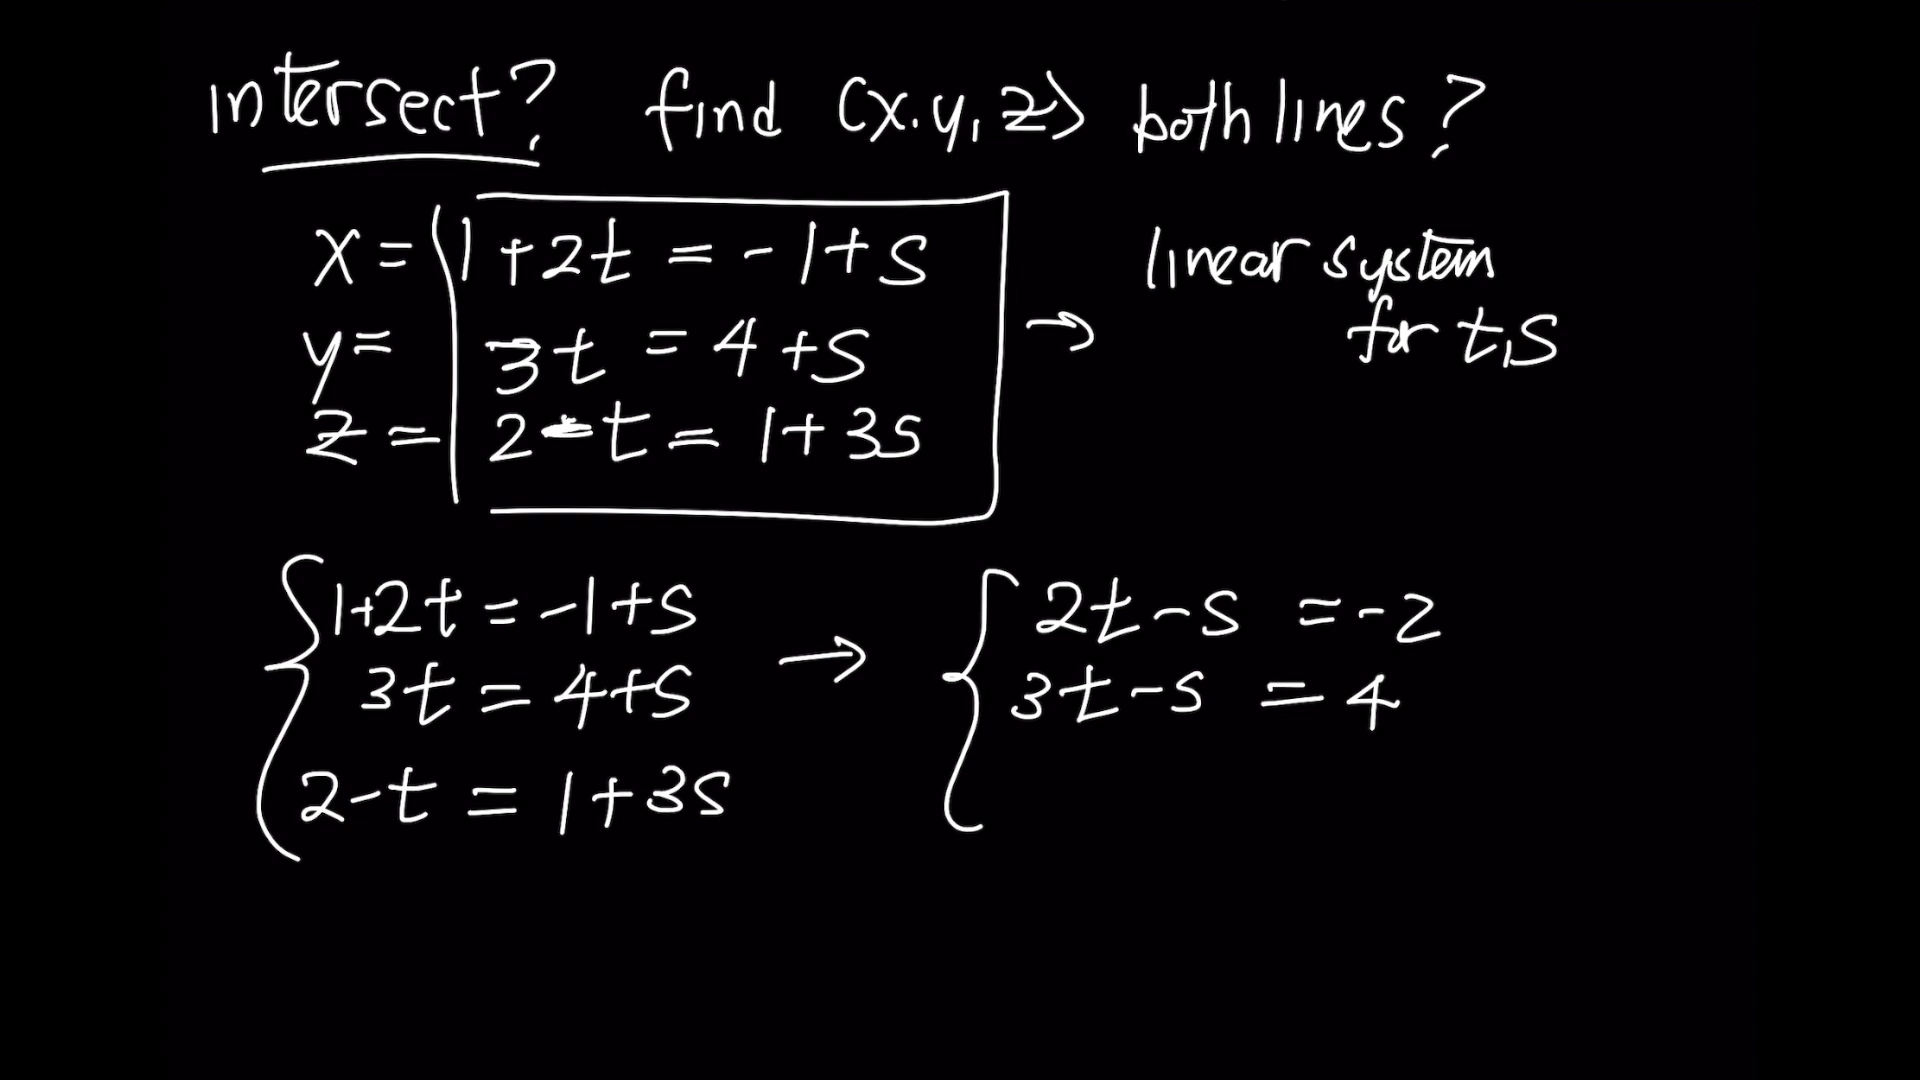 intersect? find (x.y,z) both lines?
x = 1+2t = -1+s
y = 3t = 4+s
z = 2-t = 1+3s
→ linear system
for t,s
1+2t = -1+s
3t = 4+s
2-t = 1+3s
→ 2t-s = -2
3t-s = 4